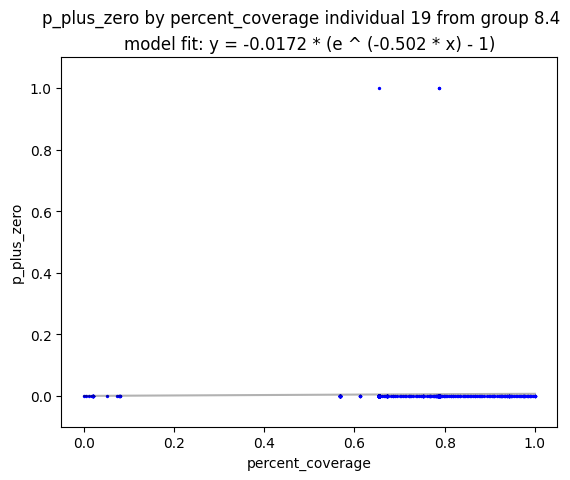 p_plus_zero by percent_coverage individual 19 from group 8.4
model fit: y = -0.0172 * (e ^ (-0.502 * x) - 1)
1.0
0.8
0.6
0.4
0.2
0.0
p_plus_zero
0.0 0.2 0.4 0.6 0.8 1.0
percent_coverage